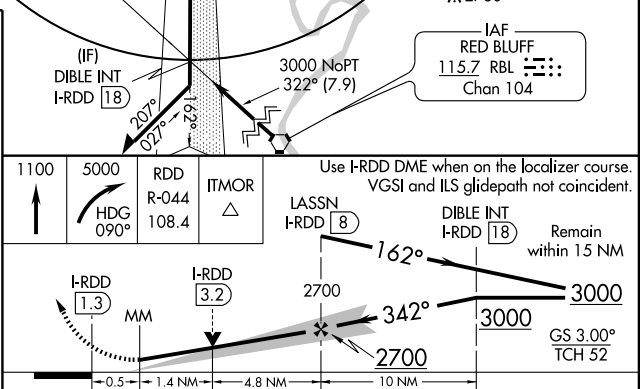 IAF
RED BLUFF
115.7 RBL
Chan 104
(IF)
DIBLE INT
I-RDD 18
3000 NoPT
322° (7.9)
207°
027°
162°
1100
5000
HDG
090°
RDD
R-044
108.4
ITMOR
Use I-RDD DME when on the localizer course.
VGSI and ILS glidepath not coincident.
LASSN
I-RDD 8
DIBLE INT
I-RDD 18
Remain
within 15 NM
162°
I-RDD
1.3
MM
I-RDD
3.2
2700
342°
3000
3000
2700
GS 3.00°
TCH 52
0.5
1.4 NM
4.8 NM
10 NM